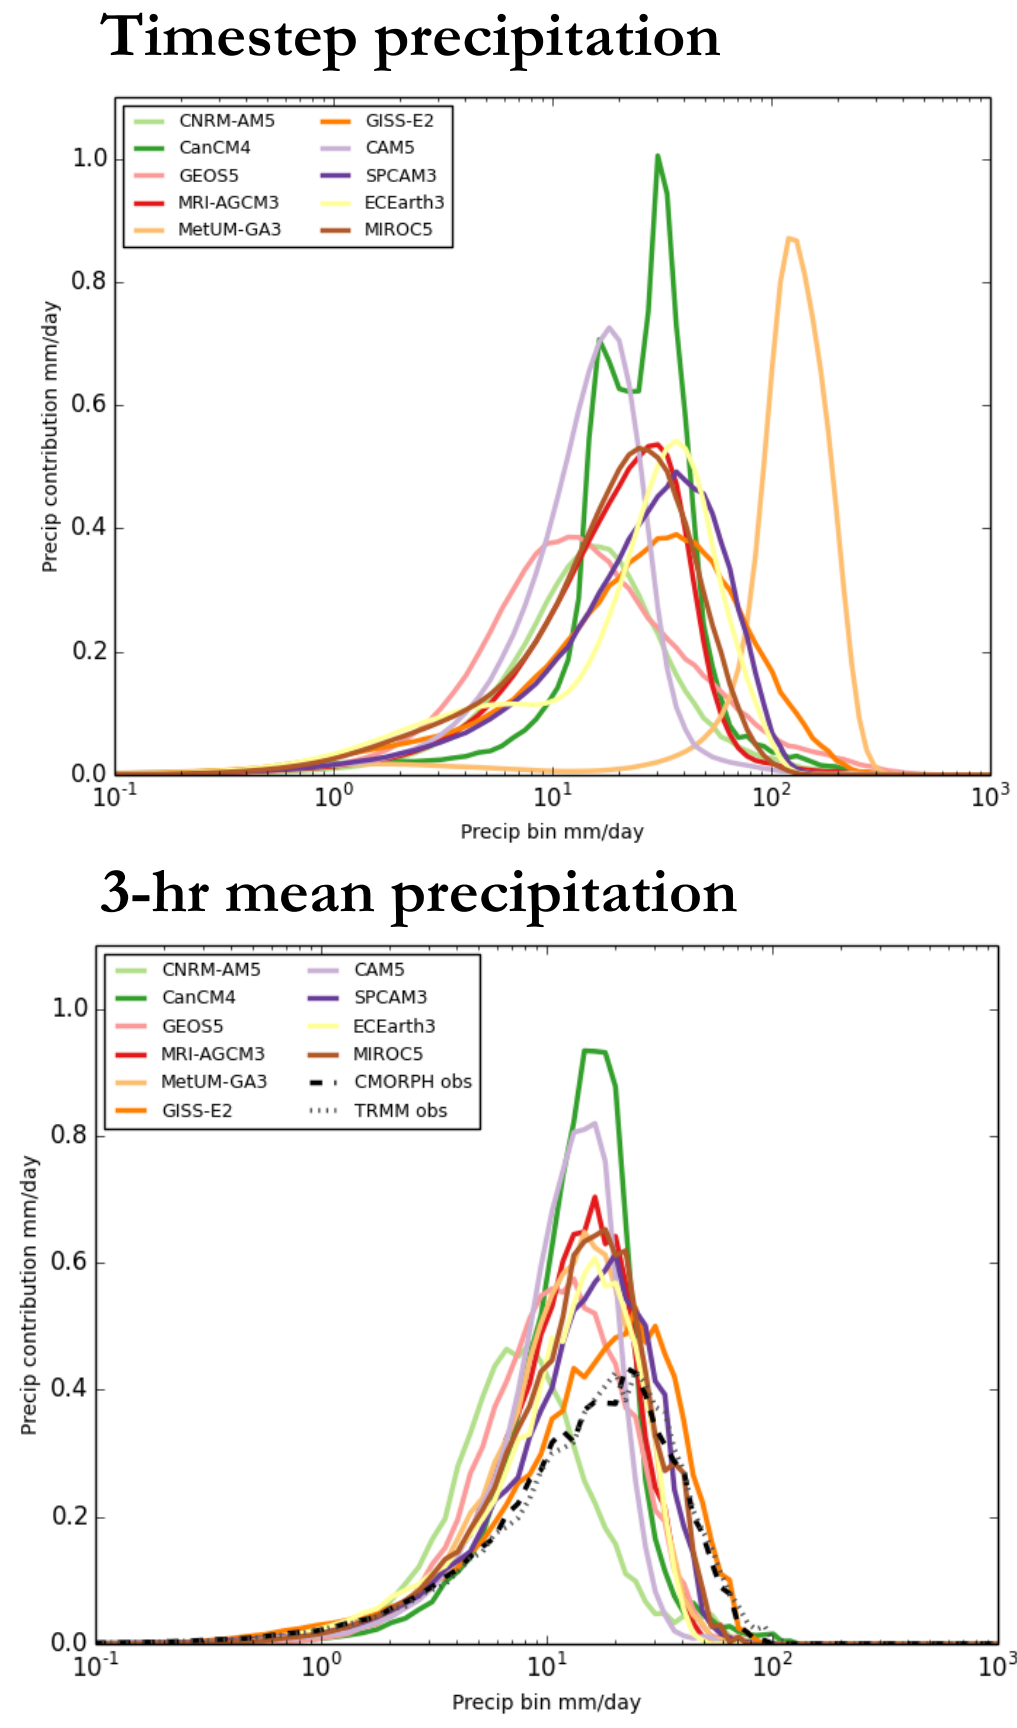 Timestep precipitation
CNRM-AM5 GISS-E2
CanCM4 CAM5
GEOS5 SPCAM3
MRI-AGCM3 ECEarth3
MetUM-GA3 MIROC5
1.0
0.8
0.6
0.4
0.2
0.0
Precip contribution mm/day
10⁻¹ 10⁰ 10¹ 10² 10³
Precip bin mm/day
3-hr mean precipitation
CNRM-AM5 CAM5
CanCM4 SPCAM3
GEOS5 ECEarth3
MRI-AGCM3 MIROC5
MetUM-GA3 CMORPH obs
GISS-E2 TRMM obs
1.0
0.8
0.6
0.4
0.2
0.0
Precip contribution mm/day
10⁻¹ 10⁰ 10¹ 10² 10³
Precip bin mm/day